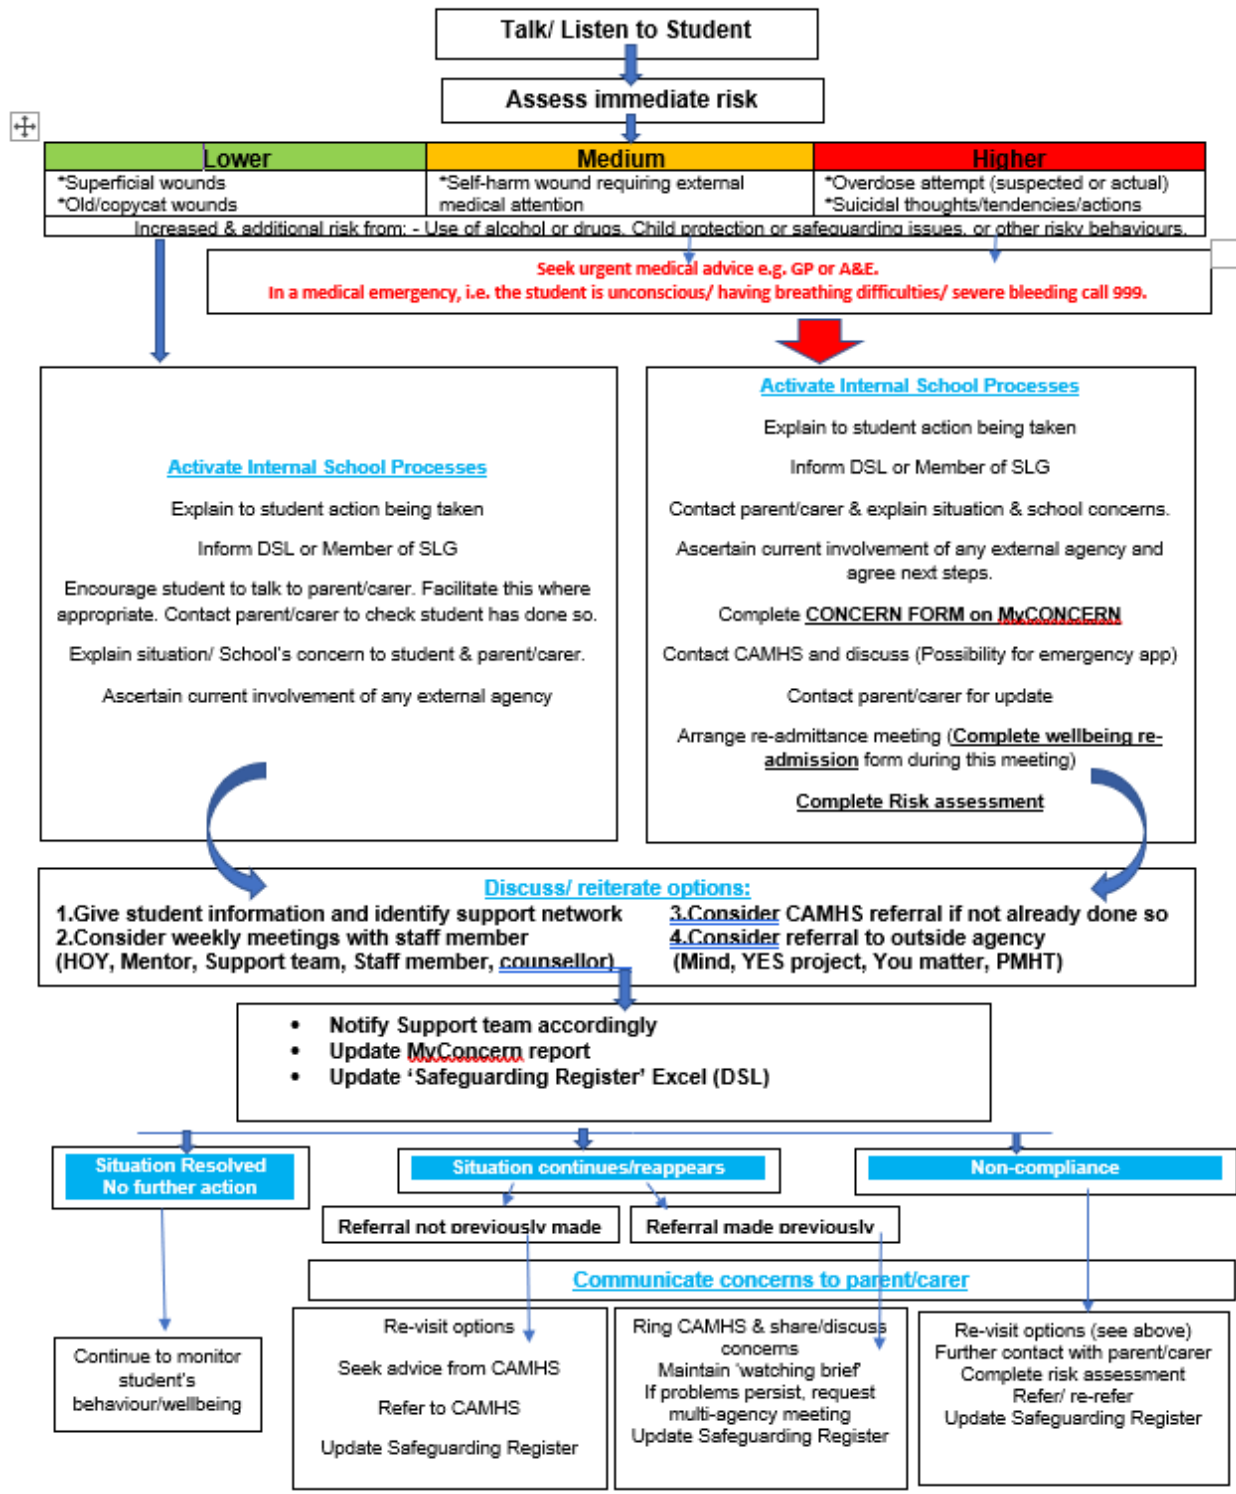 Talk/ Listen to Student
Assess immediate risk
Lower
Medium
Higher
*Superficial wounds
*Old/copycat wounds
*Self-harm wound requiring external
medical attention
*Overdose attempt (suspected or actual)
*Suicidal thoughts/tendencies/actions
Increased & additional risk from: - Use of alcohol or drugs, Child protection or safeguarding issues, or other risky behaviours.
Seek urgent medical advice e.g. GP or A&E.
In a medical emergency, i.e. the student is unconscious/ having breathing difficulties/ severe bleeding call 999.
Activate Internal School Processes
Explain to student action being taken
Inform DSL or Member of SLG
Encourage student to talk to parent/carer. Facilitate this where
appropriate. Contact parent/carer to check student has done so.
Explain situation/ School's concern to student & parent/carer.
Ascertain current involvement of any external agency
Activate Internal School Processes
Explain to student action being taken
Inform DSL or Member of SLG
Contact parent/carer & explain situation & school concerns.
Ascertain current involvement of any external agency and
agree next steps.
Complete CONCERN FORM on MyCONCERN
Contact CAMHS and discuss (Possibility for emergency app)
Contact parent/carer for update
Arrange re-admittance meeting (Complete wellbeing re-
admission form during this meeting)
Complete Risk assessment
Discuss/ reiterate options:
1.Give student information and identify support network
2.Consider weekly meetings with staff member
(HOY, Mentor, Support team, Staff member, counsellor)
3.Consider CAMHS referral if not already done so
4.Consider referral to outside agency
(Mind, YES project, You matter, PMHT)
• Notify Support team accordingly
• Update MyConcern report
• Update ‘Safeguarding Register’ Excel (DSL)
Situation Resolved
No further action
Situation continues/reappears
Non-compliance
Referral not previously made
Referral made previously
Communicate concerns to parent/carer
Continue to monitor
student's
behaviour/wellbeing
Re-visit options
Seek advice from CAMHS
Refer to CAMHS
Update Safeguarding Register
Ring CAMHS & share/discuss
concerns
Maintain ‘watching brief’
If problems persist, request
multi-agency meeting
Update Safeguarding Register
Re-visit options (see above)
Further contact with parent/carer
Complete risk assessment
Refer/ re-refer
Update Safeguarding Register